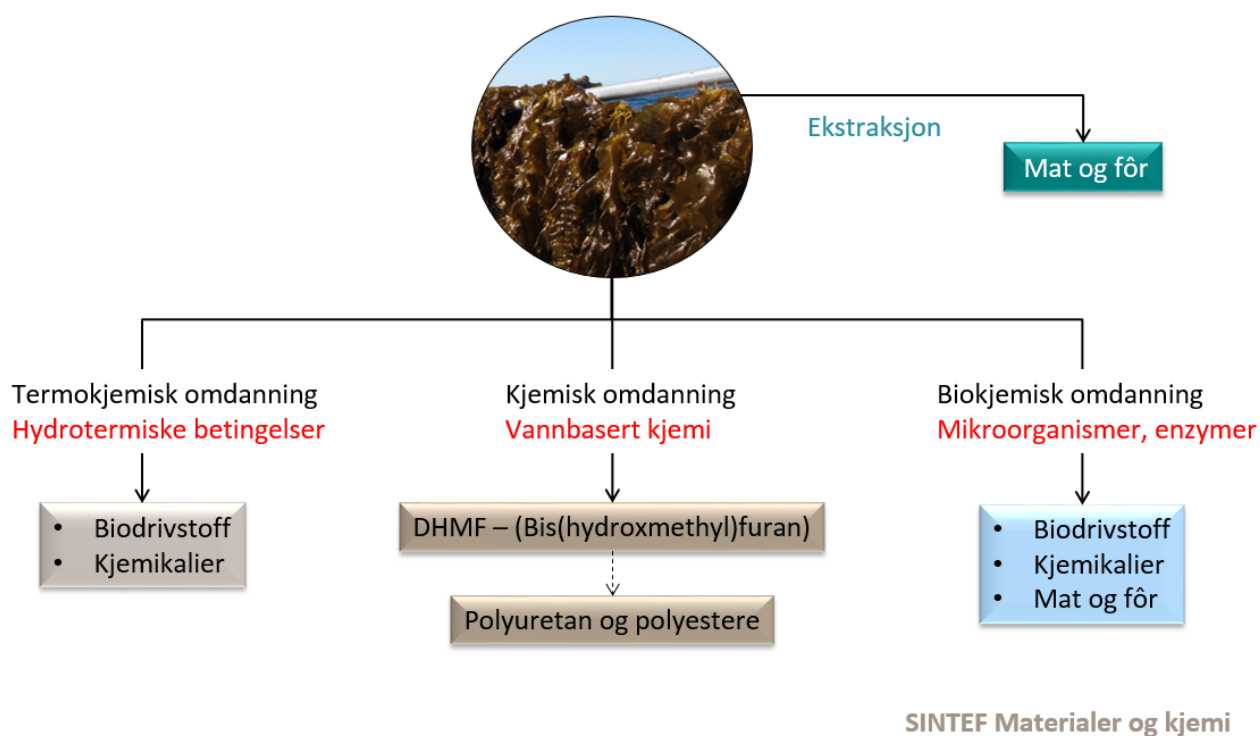 Ekstraksjon
Mat og fôr
Termokjemisk omdanning
Hydrotermiske betingelser
• Biodrivstoff
• Kjemikalier
Kjemisk omdanning
Vannbasert kjemi
DHMF – (Bis(hydroxmethyl)furan)
Polyuretan og polyestere
Biokjemisk omdanning
Mikroorganismer, enzymer
• Biodrivstoff
• Kjemikalier
• Mat og fôr
SINTEF Materialer og kjemi